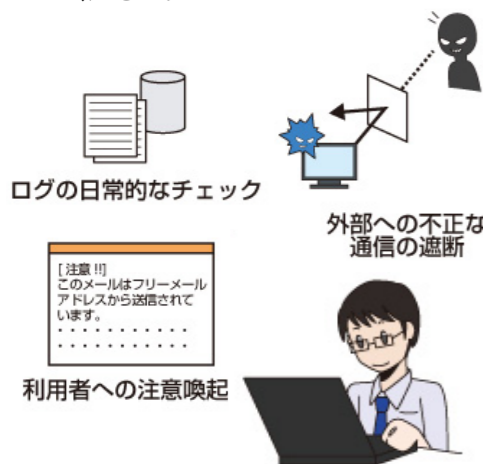 ログの日常的なチェック
外部への不正な
通信の遮断
[注意!!]
このメールはフリーメール
アドレスから送信されて
います。
・・・・・・・・・・・
・・・・・・・・・・・
利用者への注意喚起